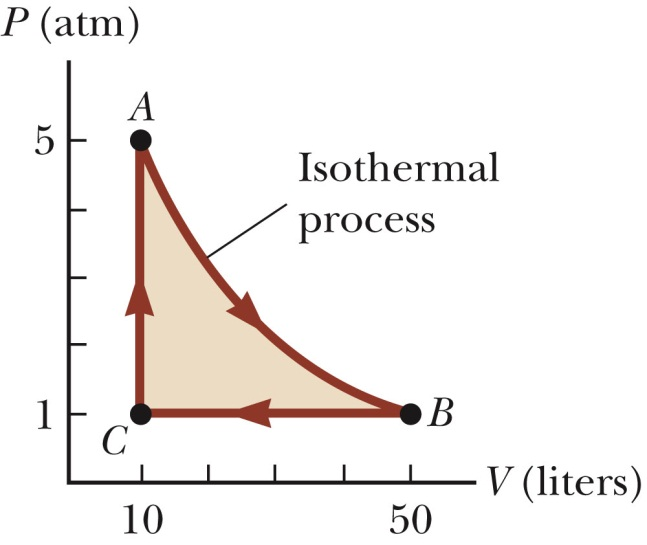 P (atm)
A
5
Isothermal
process
1
B
C
V (liters)
10
50